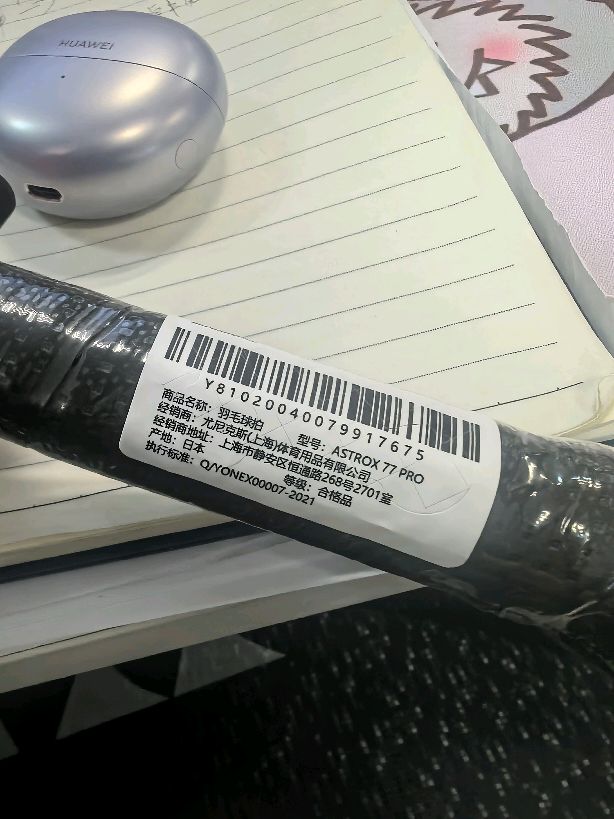 HUAWEI
Y81020040079917675
商品名称：羽毛球拍 型号：ASTROX 77 PRO
经销商：尤尼克斯(上海)体育用品有限公司
经销商地址：上海市静安区恒通路268号2701室
产地：日本 等级：合格品
执行标准：Q/YONEX00007-2021